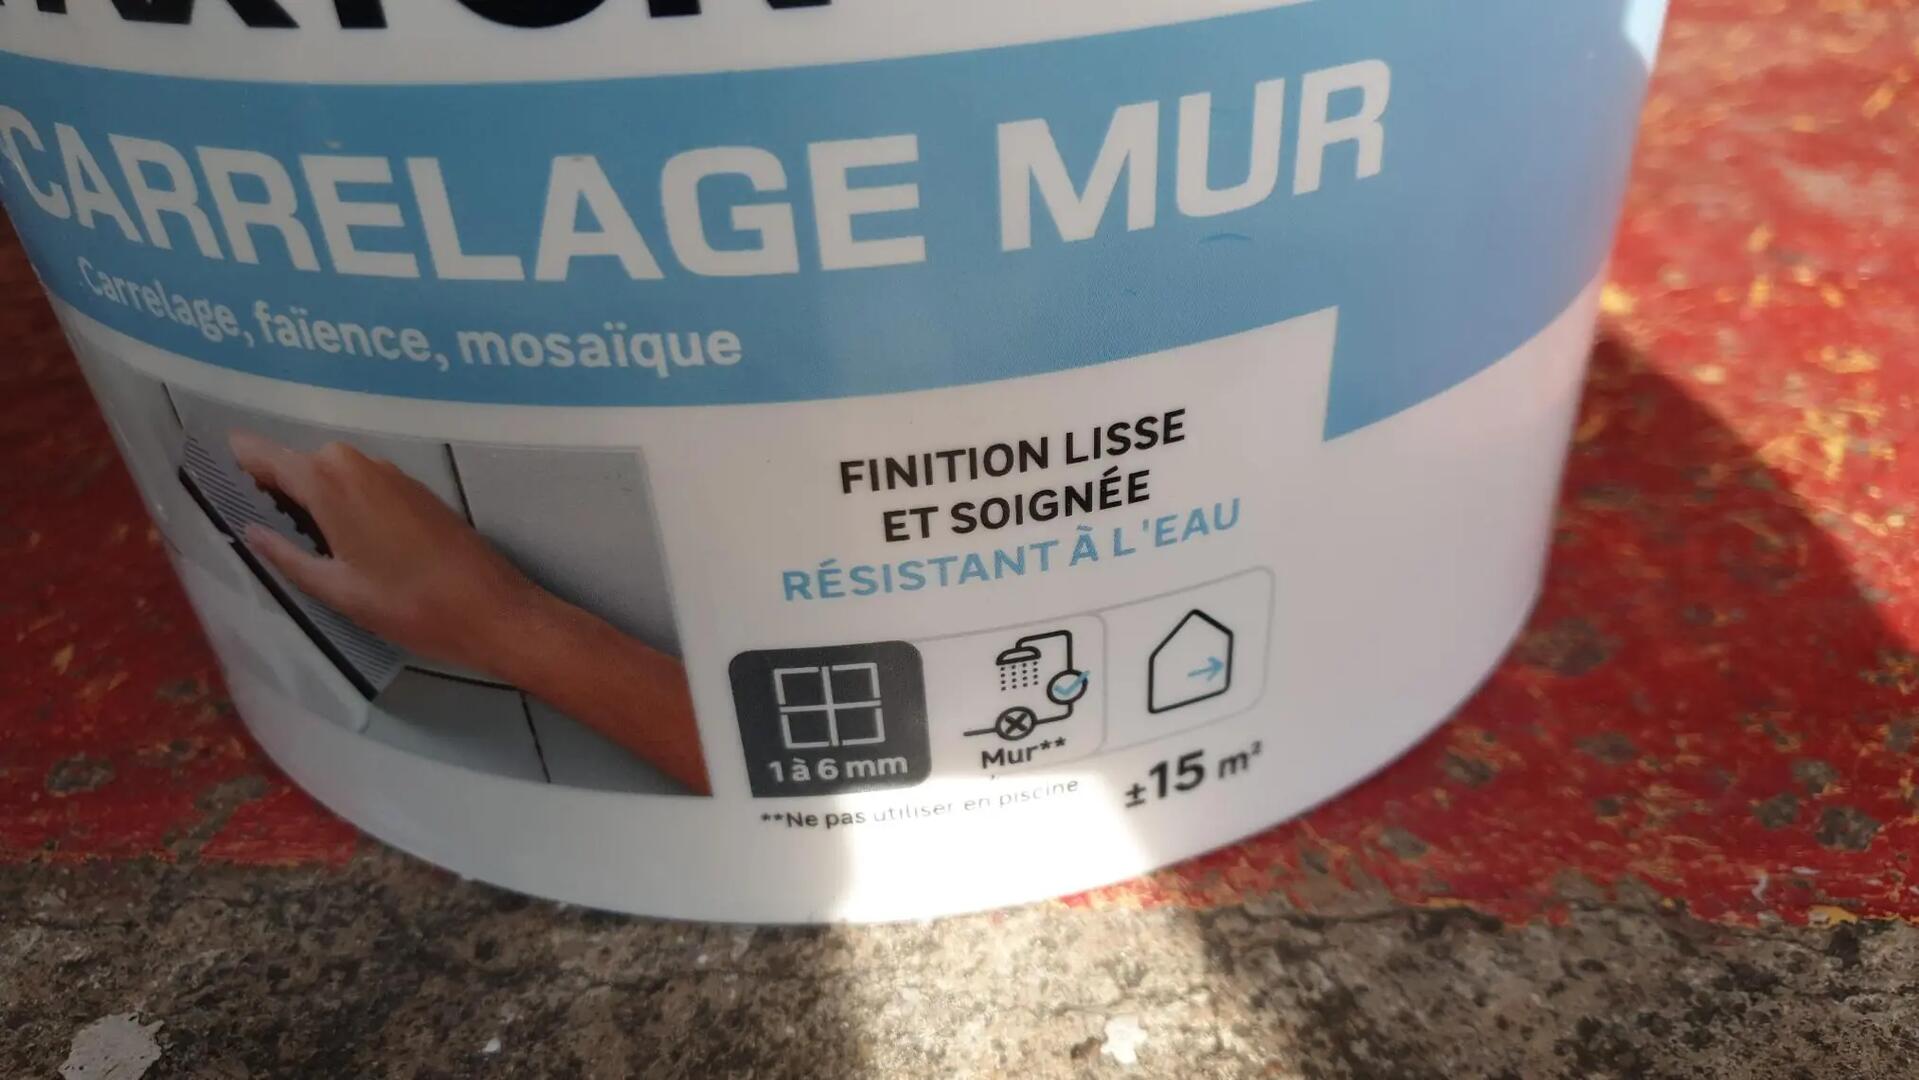 CARRELAGE MUR
Carrelage, faïence, mosaïque
FINITION LISSE
ET SOIGNÉE
RÉSISTANT À L'EAU
1 à 6 mm
Mur**
±15 m²
**Ne pas utiliser en piscine